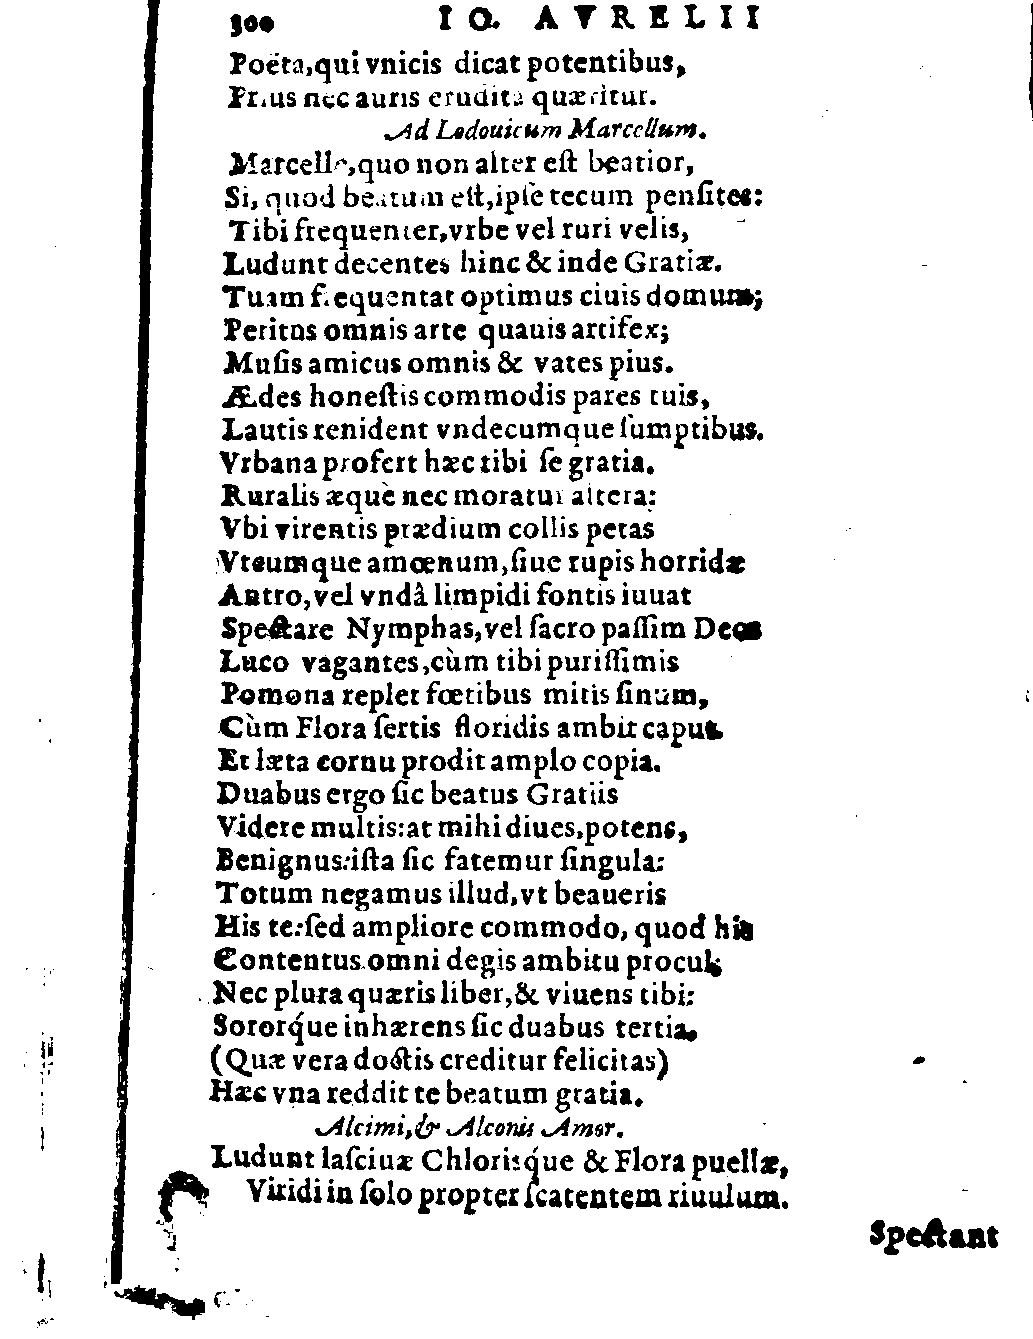 300 IO. AVRELII
Poëta,qui vnicis dicat potentibus,
Prius nec auris erudita quæritur.
Ad Lodouicum Marcellum.
Marcelle,quo non alter eſt beatior,
Si, quod beatum eſt,ipſe tecum penſites:
Tibi frequenter,vrbe vel ruri velis,
Ludunt decentes hinc & inde Gratiæ.
Tuam frequentat optimus ciuis domum;
Peritus omnis arte quauis artifex;
Muſis amicus omnis & vates pius.
Ædes honeſtis commodis pares tuis,
Lautis renident vndecumque ſumptibus.
Vrbana profert hæc tibi ſe gratia.
Ruralis æquè nec moratur altera:
Vbi virentis prædium collis petas
Vtcumque amœnum,ſiue rupis horridæ
Antro,vel vndâ limpidi fontis iuuat
Spectare Nymphas,vel ſacro paſſim Deos
Luco vagantes,cùm tibi puriſſimis
Pomona replet fœtibus mitis ſinum,
Cùm Flora ſertis floridis ambit caput.
Et læta cornu prodit amplo copia.
Duabus ergo ſic beatus Gratiis
Videre multis:at mihi diues,potens,
Benignus:iſta ſic fatemur ſingula:
Totum negamus illud,vt beaueris
His te:ſed ampliore commodo, quod his
Contentus omni degis ambitu procul;
Nec plura quæris liber,& viuens tibi:
Sororq́ue inhærens ſic duabus tertia.
(Quæ vera doctis creditur felicitas)
Hæc vna reddit te beatum gratia.
Alcimi,& Alconis Amor.
Ludunt laſciuæ Chlorisq́ue & Flora puellæ,
Viridi in ſolo propter ſcatentem riuulum.
Spectant